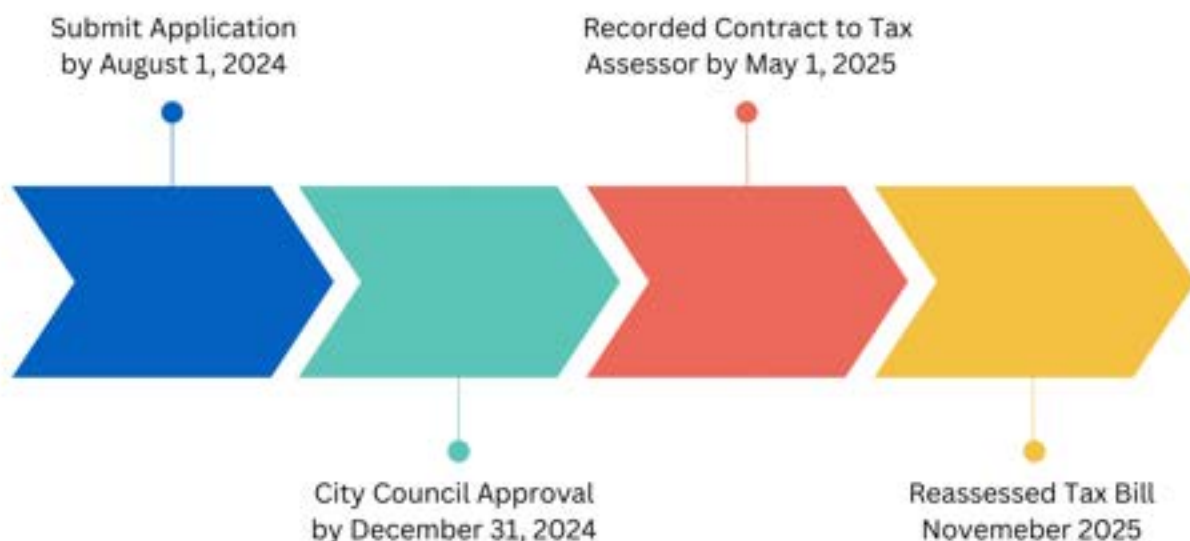 Submit Application
by August 1, 2024
City Council Approval
by December 31, 2024
Recorded Contract to Tax
Assessor by May 1, 2025
Reassessed Tax Bill
Novemeber 2025